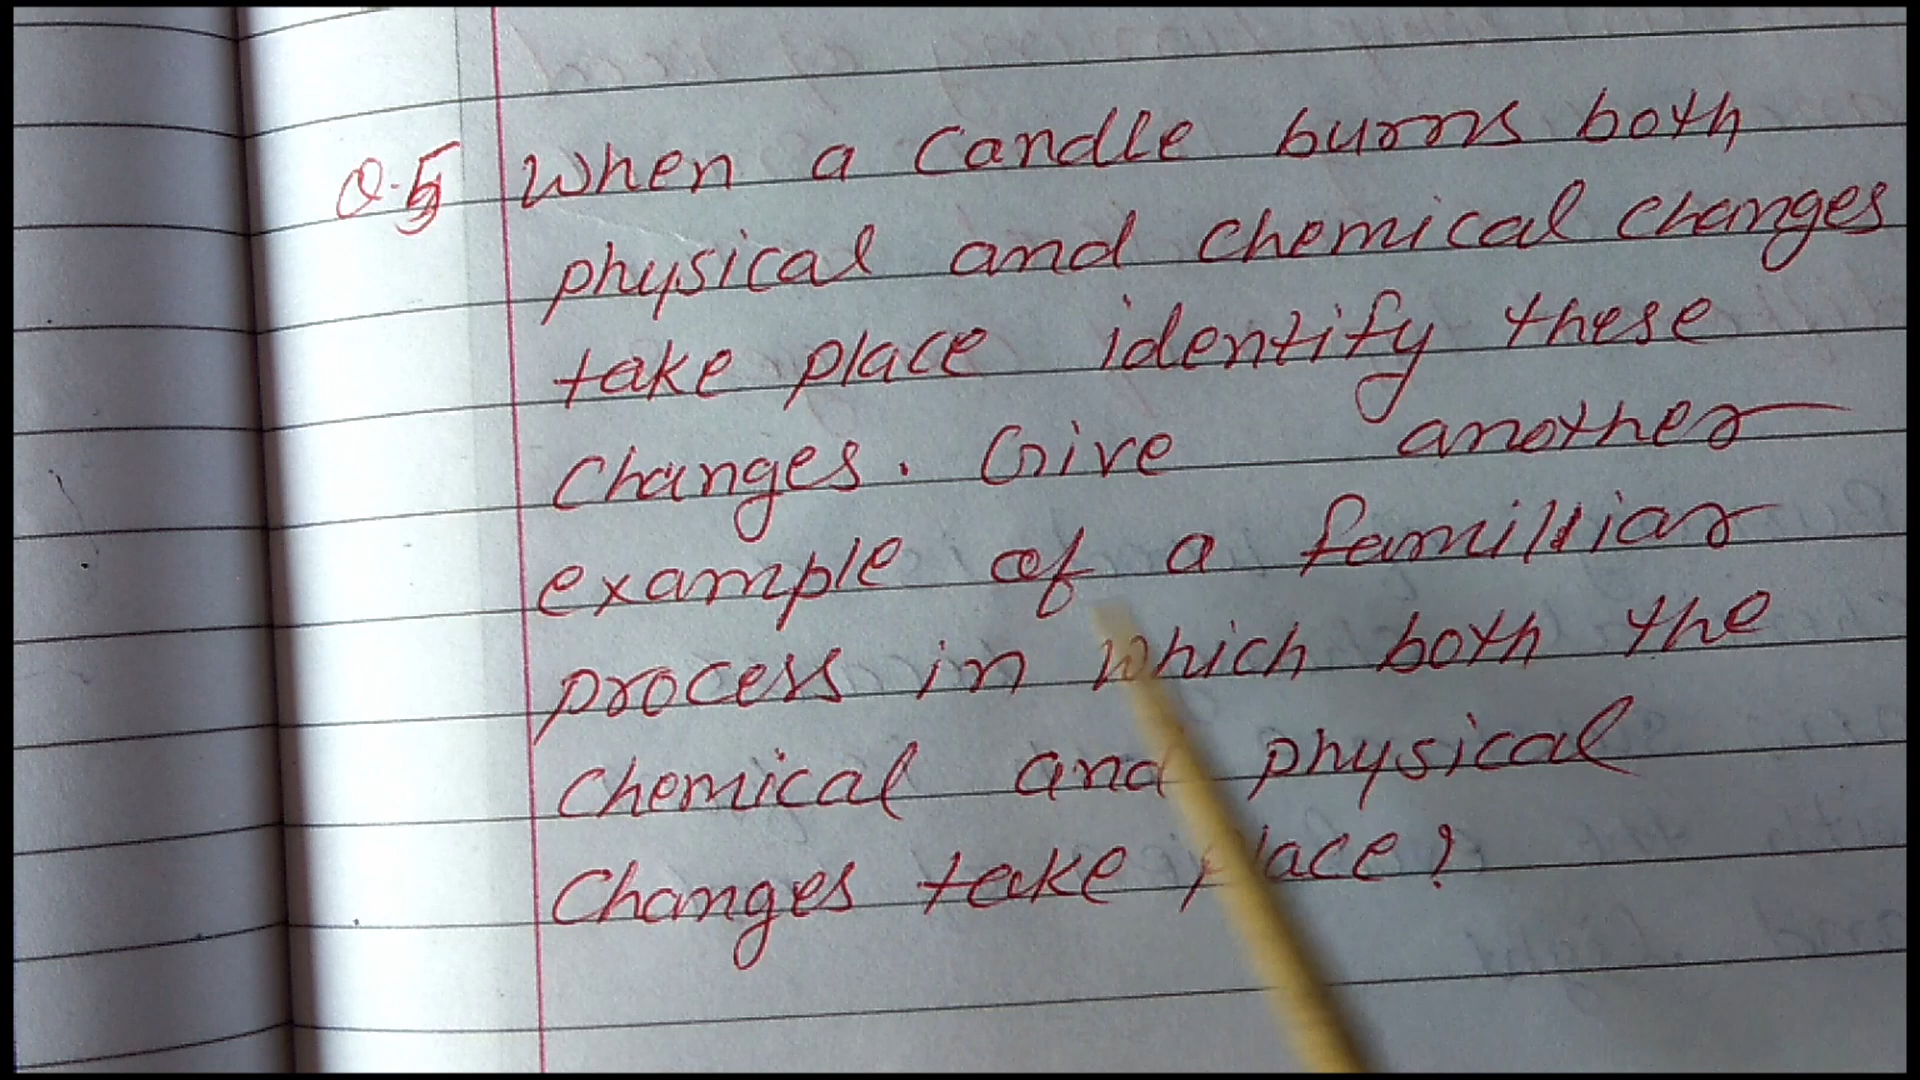 Q.5 When a Candle burns both
physical and chemical changes
take place identify these
Changes. Give another
example of a familiar
process in which both the
chemical and physical
Changes take place?